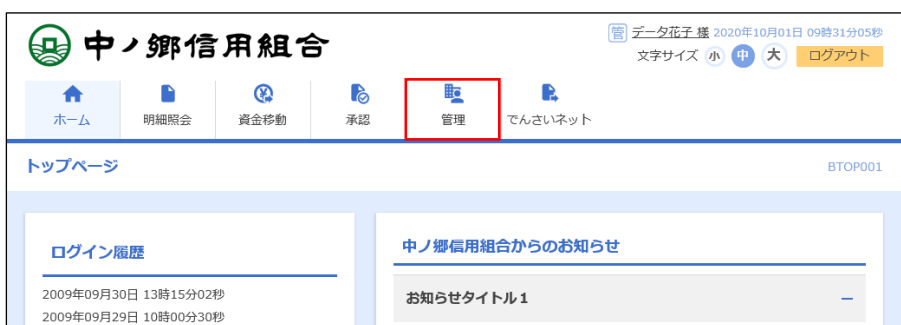 中ノ郷信用組合
管 データ花子 様 2020年10月01日 09時31分05秒
文字サイズ 小 中 大 ログアウト
ホーム 明細照会 資金移動 承認 管理 でんさいネット
トップページ BTOP001
ログイン履歴
2009年09月30日 13時15分02秒
2009年09月29日 10時00分30秒
中ノ郷信用組合からのお知らせ
お知らせタイトル1